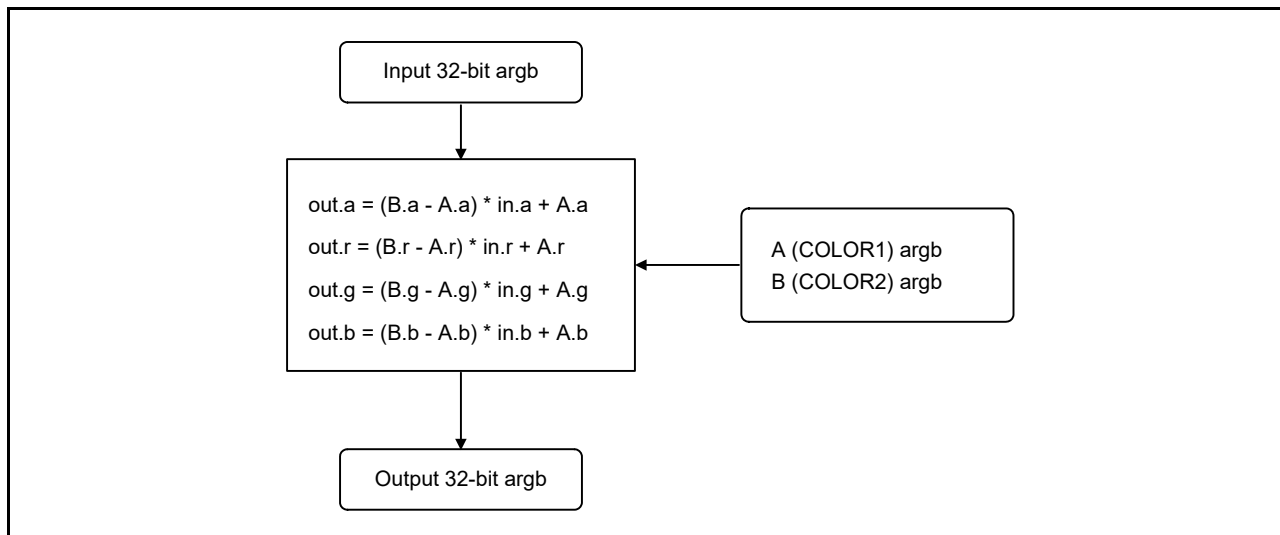 Input 32-bit argb
out.a = (B.a - A.a) * in.a + A.a
out.r = (B.r - A.r) * in.r + A.r
out.g = (B.g - A.g) * in.g + A.g
out.b = (B.b - A.b) * in.b + A.b
A (COLOR1) argb
B (COLOR2) argb
Output 32-bit argb